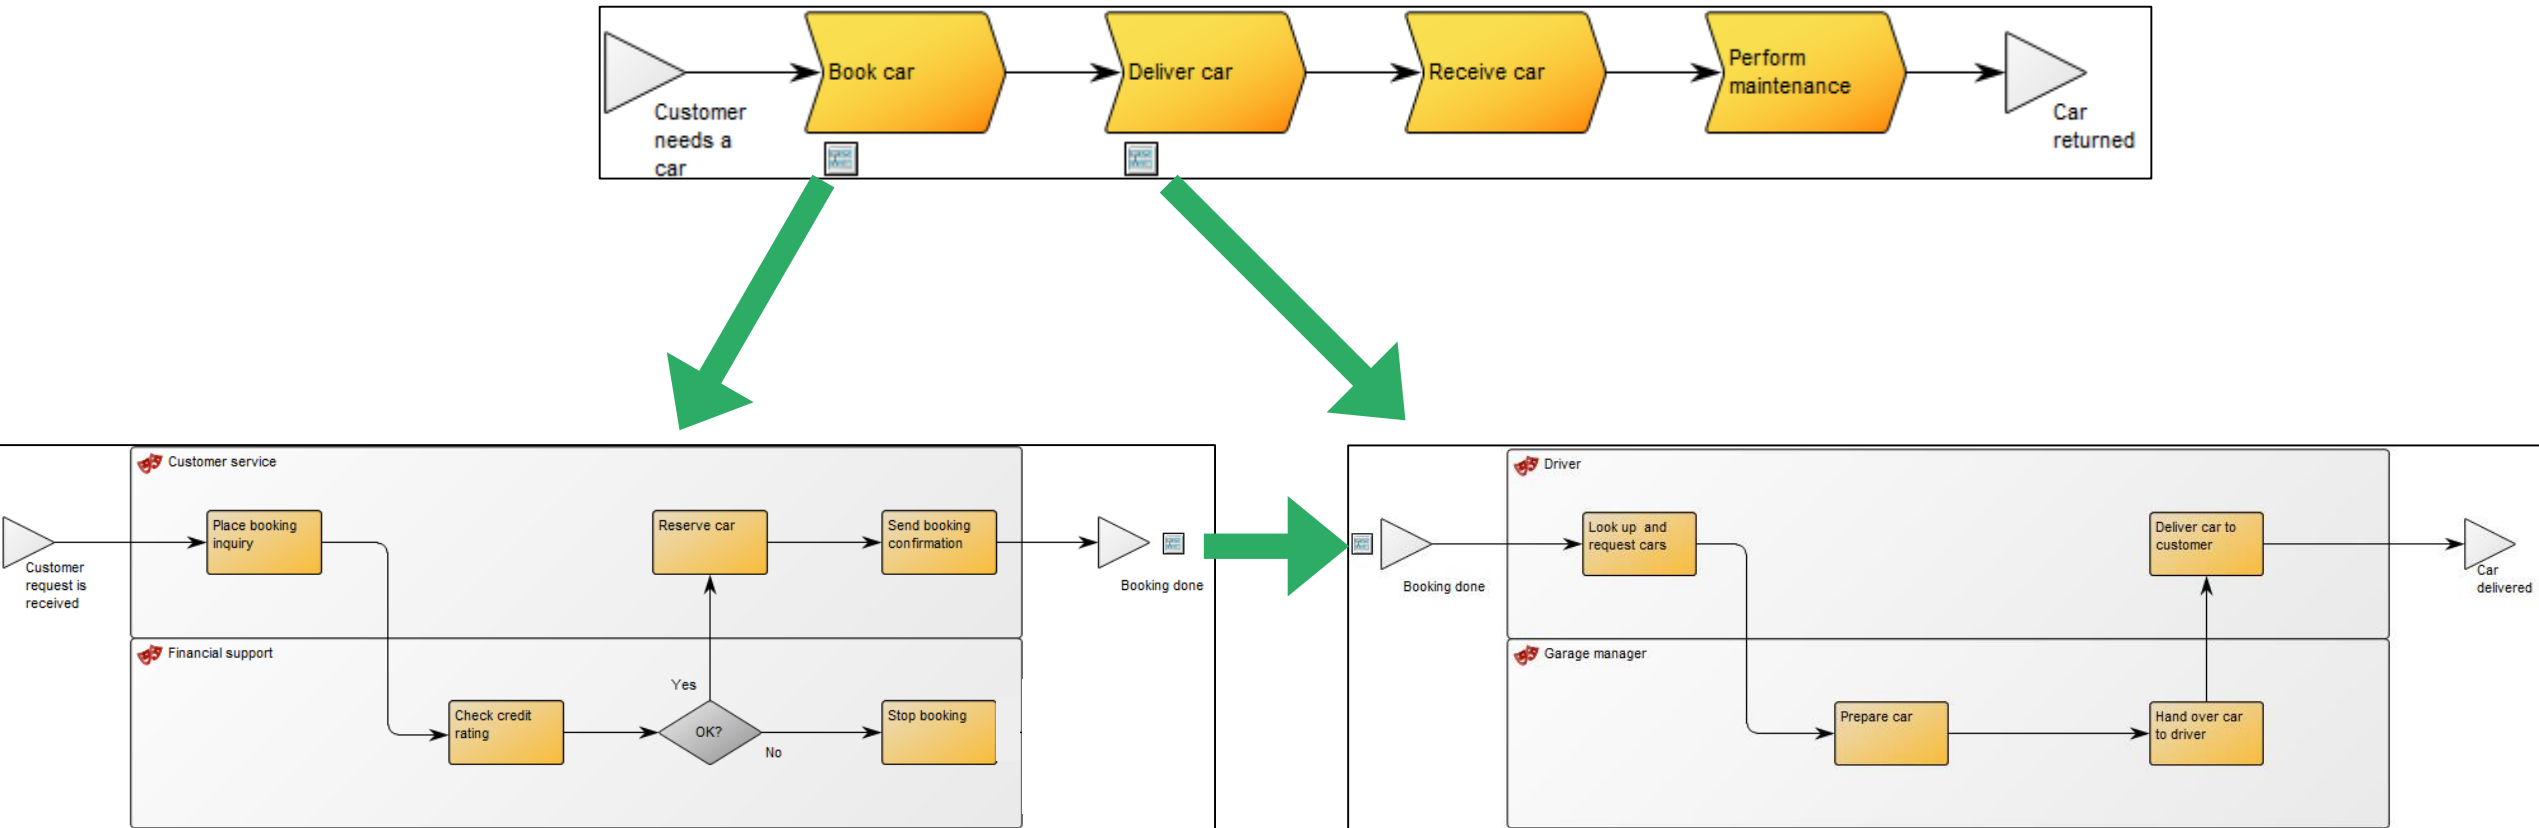 Customer
needs a
car
Book car
Deliver car
Receive car
Perform
maintenance
Car
returned
Customer service
Customer
request is
received
Place booking
inquiry
Reserve car
Send booking
confirmation
Booking done
Financial support
Check credit
rating
Yes
OK?
No
Stop booking
Driver
Booking done
Look up and
request cars
Deliver car to
customer
Car
delivered
Garage manager
Prepare car
Hand over car
to driver